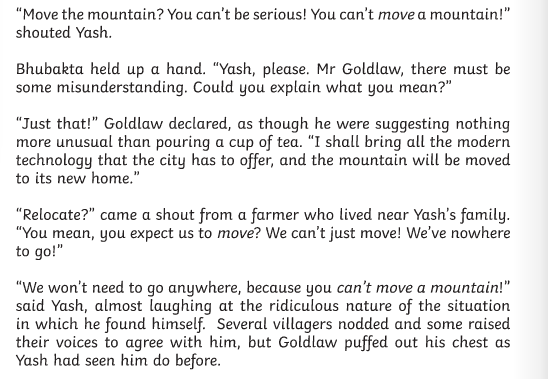 “Move the mountain? You can’t be serious! You can’t move a mountain!”
shouted Yash.
Bhubakta held up a hand. “Yash, please. Mr Goldlaw, there must be
some misunderstanding. Could you explain what you mean?”
“Just that!” Goldlaw declared, as though he were suggesting nothing
more unusual than pouring a cup of tea. “I shall bring all the modern
technology that the city has to offer, and the mountain will be moved
to its new home.”
“Relocate?” came a shout from a farmer who lived near Yash’s family.
“You mean, you expect us to move? We can’t just move! We’ve nowhere
to go!”
“We won’t need to go anywhere, because you can’t move a mountain!”
said Yash, almost laughing at the ridiculous nature of the situation
in which he found himself.  Several villagers nodded and some raised
their voices to agree with him, but Goldlaw puffed out his chest as
Yash had seen him do before.